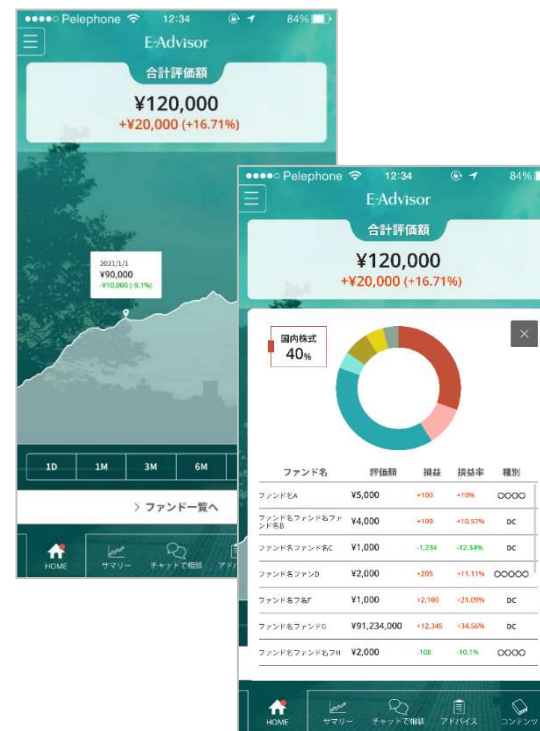 Pelephone 12:34 84%
E-Advisor
合計評価額
¥120,000
+¥20,000 (+16.71%)
2021/1/1
¥90,000
-¥10,000 (-9.1%)
1D 1M 3M 6M
> ファンド一覧へ
HOME サマリー チャットで相談
Pelephone 12:34 84%
E-Advisor
合計評価額
¥120,000
+¥20,000 (+16.71%)
国内株式
40%
×
ファンド名 評価額 損益 損益率 種別
ファンド名A ¥5,000 +100 +10% ○○○○
ファンド名ファンド名ファ
ンド名B ¥4,000 +109 +10.97% DC
ファンド名ファンド名C ¥1,000 -1,234 -12.34% DC
ファンド名ファンD ¥2,000 +205 +11.11% ○○○○○
ファンド名フ名F ¥1,000 +2,100 +21.09% DC
ファンド名ファンドG ¥91,234,000 +12,345 +34.56% DC
ファンド名ファンド名フH ¥2,000 -108 -10.1% ○○○○
HOME サマリー チャットで相談 アドバイス コンテンツ